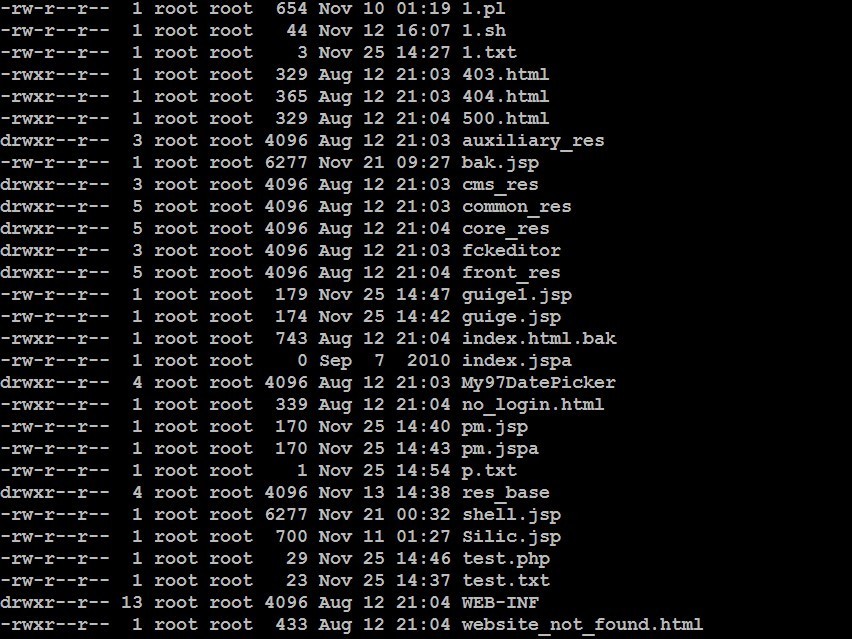 -rw-r--r-- 1 root root 654 Nov 10 01:19 1.pl
-rw-r--r-- 1 root root 44 Nov 12 16:07 1.sh
-rw-r--r-- 1 root root 3 Nov 25 14:27 1.txt
-rwxr--r-- 1 root root 329 Aug 12 21:03 403.html
-rwxr--r-- 1 root root 365 Aug 12 21:03 404.html
-rwxr--r-- 1 root root 329 Aug 12 21:04 500.html
drwxr--r-- 3 root root 4096 Aug 12 21:03 auxiliary_res
-rw-r--r-- 1 root root 6277 Nov 21 09:27 bak.jsp
drwxr--r-- 3 root root 4096 Aug 12 21:03 cms_res
drwxr--r-- 5 root root 4096 Aug 12 21:03 common_res
drwxr--r-- 5 root root 4096 Aug 12 21:04 core_res
drwxr--r-- 3 root root 4096 Aug 12 21:03 fckeditor
drwxr--r-- 5 root root 4096 Aug 12 21:04 front_res
-rw-r--r-- 1 root root 179 Nov 25 14:47 guige1.jsp
-rw-r--r-- 1 root root 174 Nov 25 14:42 guige.jsp
-rwxr--r-- 1 root root 743 Aug 12 21:04 index.html.bak
-rw-r--r-- 1 root root 0 Sep 7 2010 index.jspa
drwxr--r-- 4 root root 4096 Aug 12 21:03 My97DatePicker
-rwxr--r-- 1 root root 339 Aug 12 21:04 no_login.html
-rw-r--r-- 1 root root 170 Nov 25 14:40 pm.jsp
-rw-r--r-- 1 root root 170 Nov 25 14:43 pm.jspa
-rw-r--r-- 1 root root 1 Nov 25 14:54 p.txt
drwxr--r-- 4 root root 4096 Nov 13 14:38 res_base
-rw-r--r-- 1 root root 6277 Nov 21 00:32 shell.jsp
-rw-r--r-- 1 root root 700 Nov 11 01:27 Silic.jsp
-rw-r--r-- 1 root root 29 Nov 25 14:46 test.php
-rw-r--r-- 1 root root 23 Nov 25 14:37 test.txt
drwxr--r-- 13 root root 4096 Aug 12 21:04 WEB-INF
-rwxr--r-- 1 root root 433 Aug 12 21:04 website_not_found.html